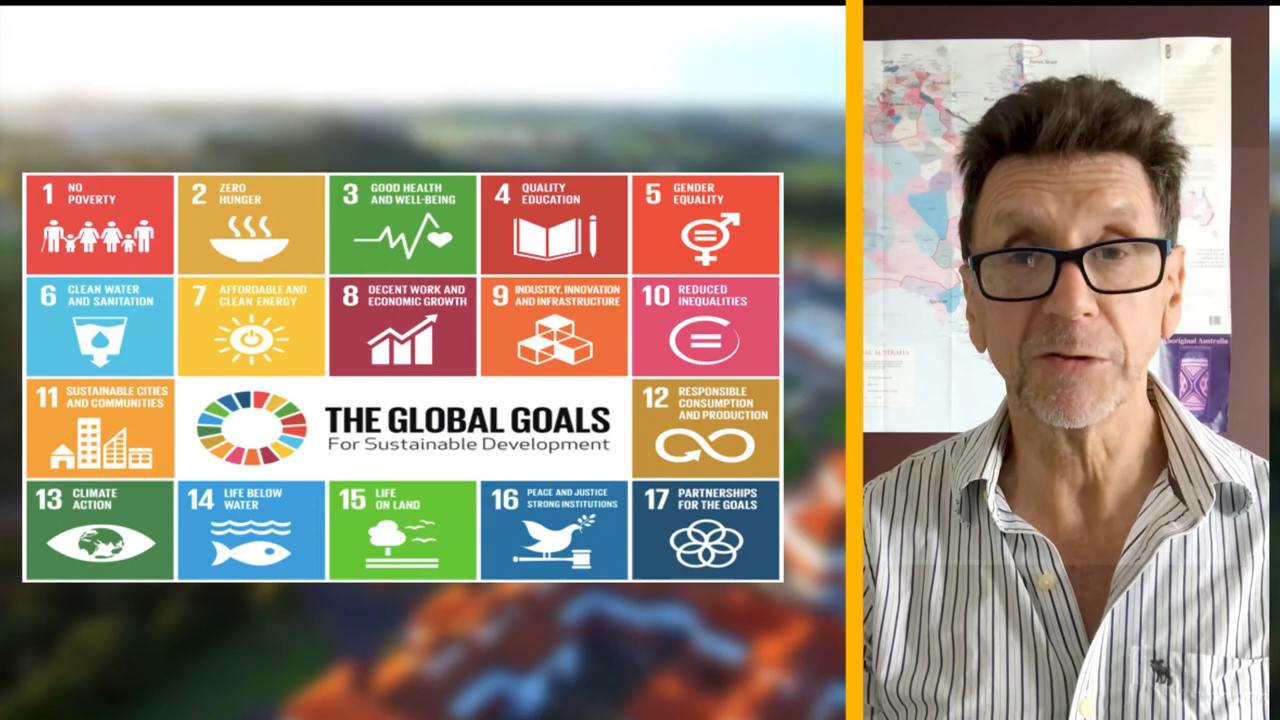 1 NO
POVERTY
2 ZERO
HUNGER
3 GOOD HEALTH
AND WELL-BEING
4 QUALITY
EDUCATION
5 GENDER
EQUALITY
6 CLEAN WATER
AND SANITATION
7 AFFORDABLE AND
CLEAN ENERGY
8 DECENT WORK AND
ECONOMIC GROWTH
9 INDUSTRY, INNOVATION
AND INFRASTRUCTURE
10 REDUCED
INEQUALITIES
11 SUSTAINABLE CITIES
AND COMMUNITIES
THE GLOBAL GOALS
For Sustainable Development
12 RESPONSIBLE
CONSUMPTION
AND PRODUCTION
13 CLIMATE
ACTION
14 LIFE BELOW
WATER
15 LIFE
ON LAND
16 PEACE AND JUSTICE
STRONG INSTITUTIONS
17 PARTNERSHIPS
FOR THE GOALS
AUSTRALIA
Aboriginal Australia